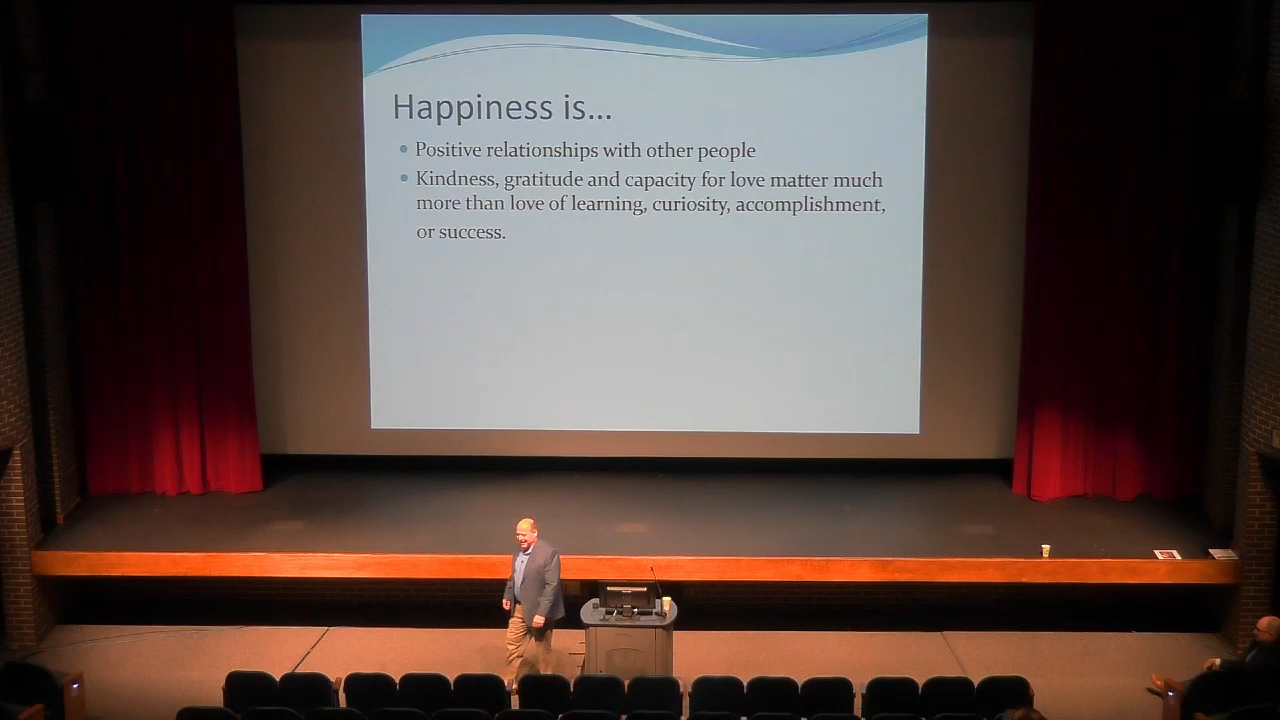 Happiness is...
Positive relationships with other people
Kindness, gratitude and capacity for love matter much
more than love of learning, curiosity, accomplishment,
or success.